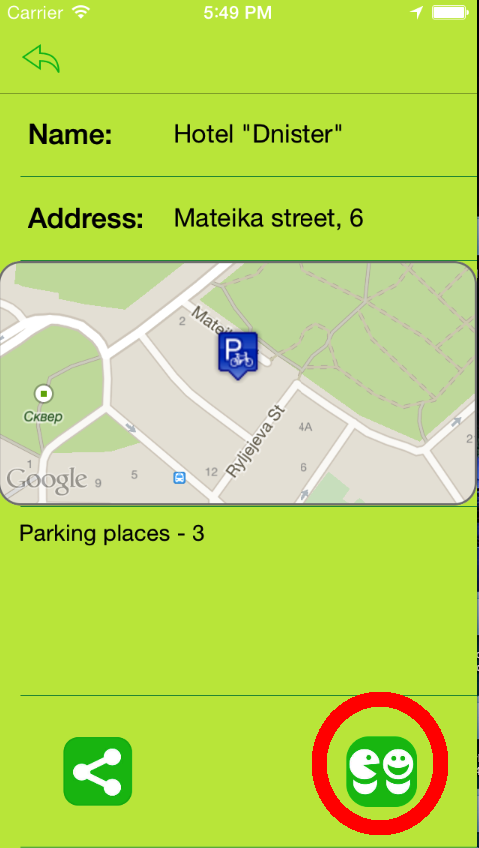 Carrier 5:49 PM
Name: Hotel "Dnister"
Address: Mateika street, 6
2
P
Сквер
Ryljejeva St
4A
2
1
9
5
12
6
Google
Parking places - 3